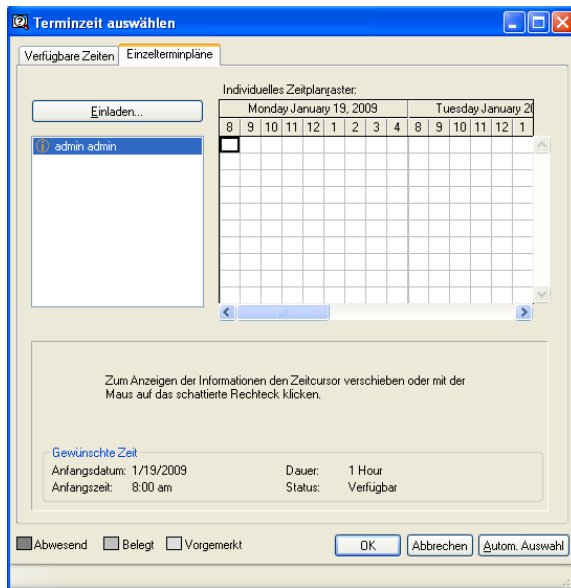 Terminzeit auswählen
Verfügbare Zeiten
Einzelterminpläne
Individuelles Zeitplanraster:
Einladen...
Monday January 19, 2009
Tuesday January 20
8 9 10 11 12 1 2 3 4 8 9 10 11 12 1
admin admin
Zum Anzeigen der Informationen den Zeitcursor verschieben oder mit der
Maus auf das schattierte Rechteck klicken.
Gewünschte Zeit
Anfangsdatum: 1/19/2009
Dauer: 1 Hour
Anfangszeit: 8:00 am
Status: Verfügbar
Abwesend
Belegt
Vorgemerkt
OK
Abbrechen
Autom. Auswahl